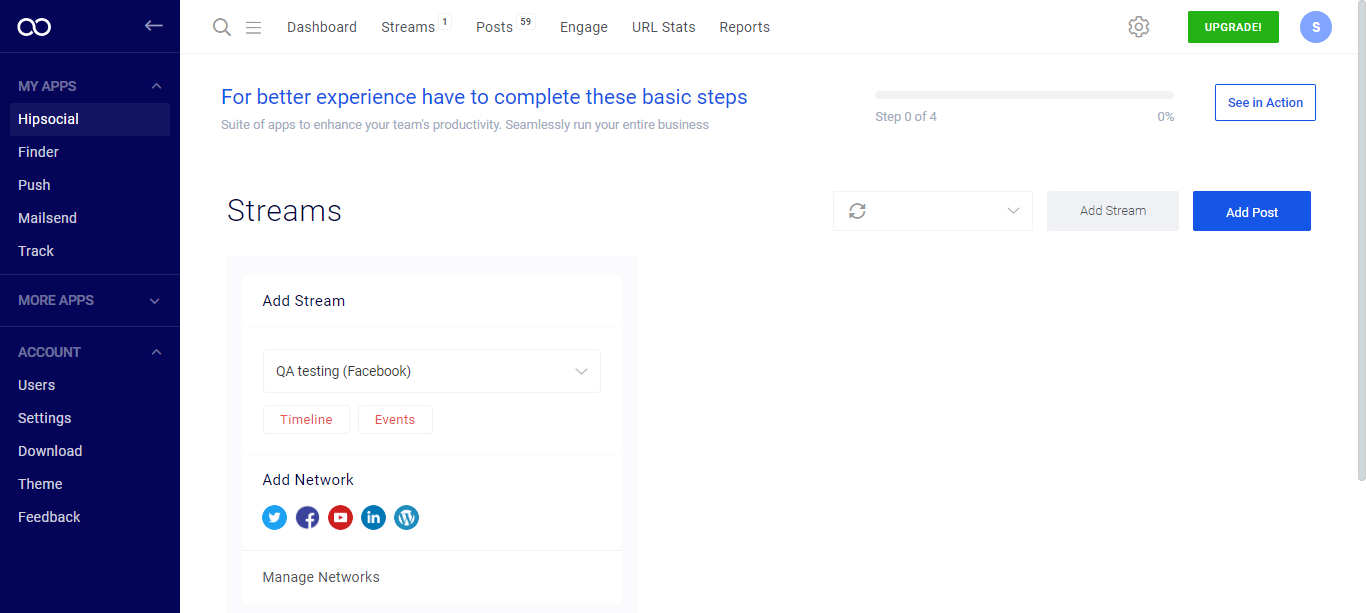 Dashboard Streams 1 Posts 59 Engage URL Stats Reports UPGRADE! S
MY APPS
Hipsocial
Finder
Push
Mailsend
Track
MORE APPS
ACCOUNT
Users
Settings
Download
Theme
Feedback
For better experience have to complete these basic steps
Suite of apps to enhance your team's productivity. Seamlessly run your entire business
Step 0 of 4 0%
See in Action
Streams
Add Stream
Add Post
Add Stream
QA testing (Facebook)
Timeline Events
Add Network
Manage Networks